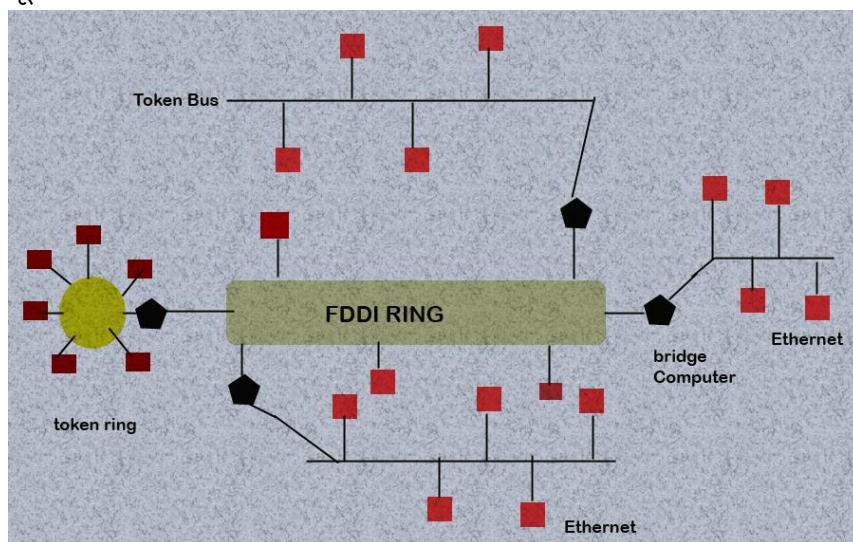 Token Bus
FDDI RING
Ethernet
bridge
Computer
token ring
Ethernet